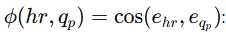 ϕ(hr, q_p) = cos(e_{hr}, e_{q_p}):